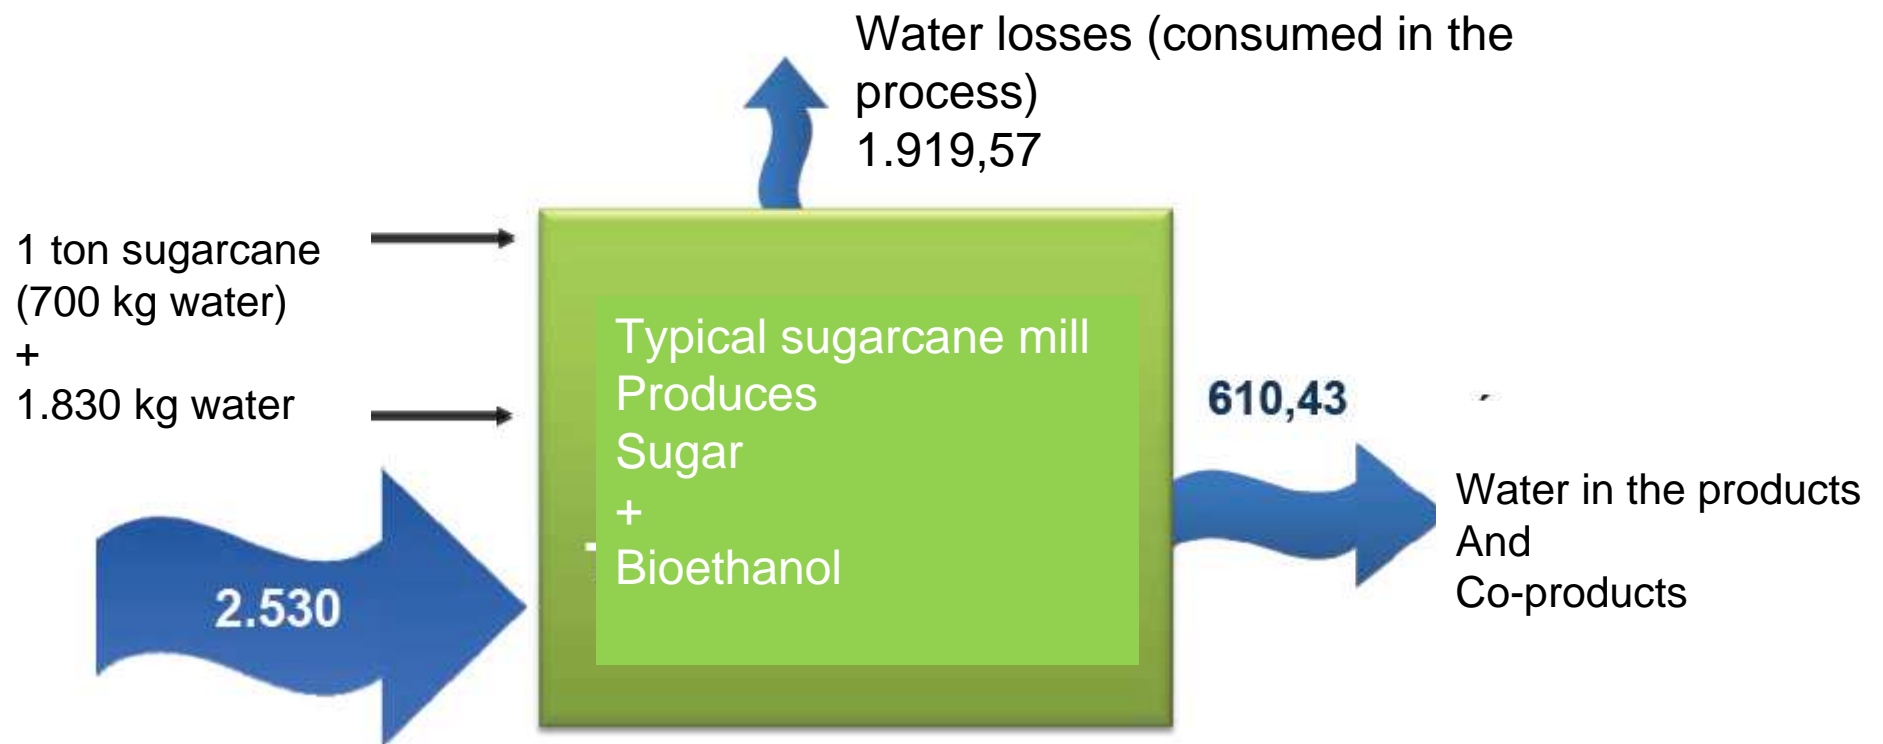 Water losses (consumed in the
process)
1.919,57
1 ton sugarcane
(700 kg water)
+
1.830 kg water
2.530
Typical sugarcane mill
Produces
Sugar
+
Bioethanol
610,43
Water in the products
And
Co-products